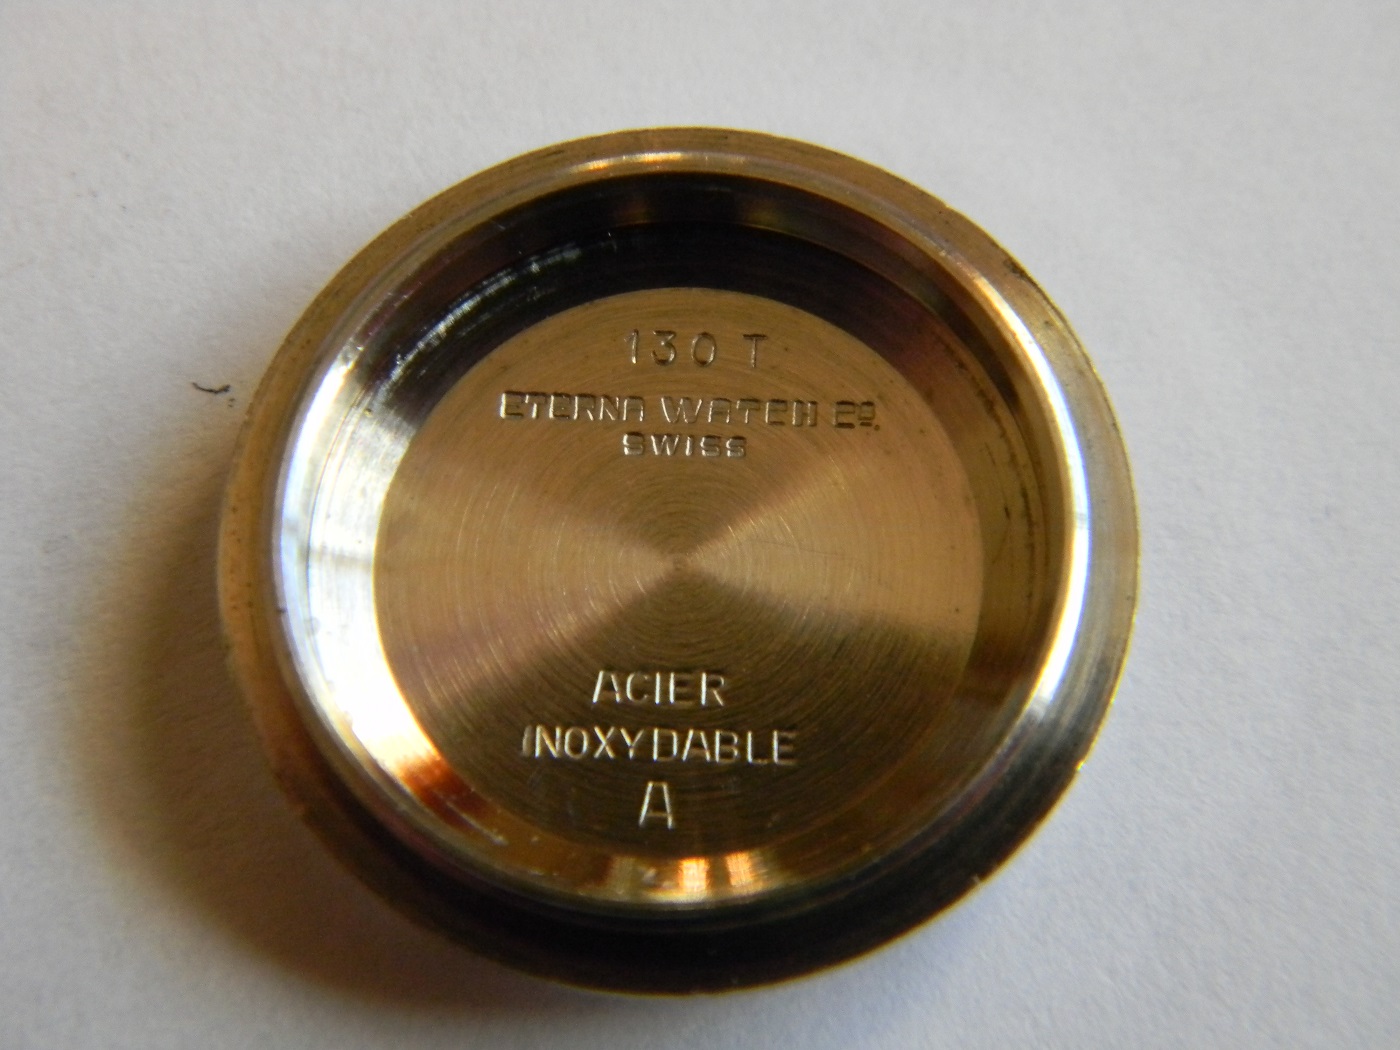 130 T
ETERNA WATCH Cº.
SWISS
ACIER
INOXYDABLE
A